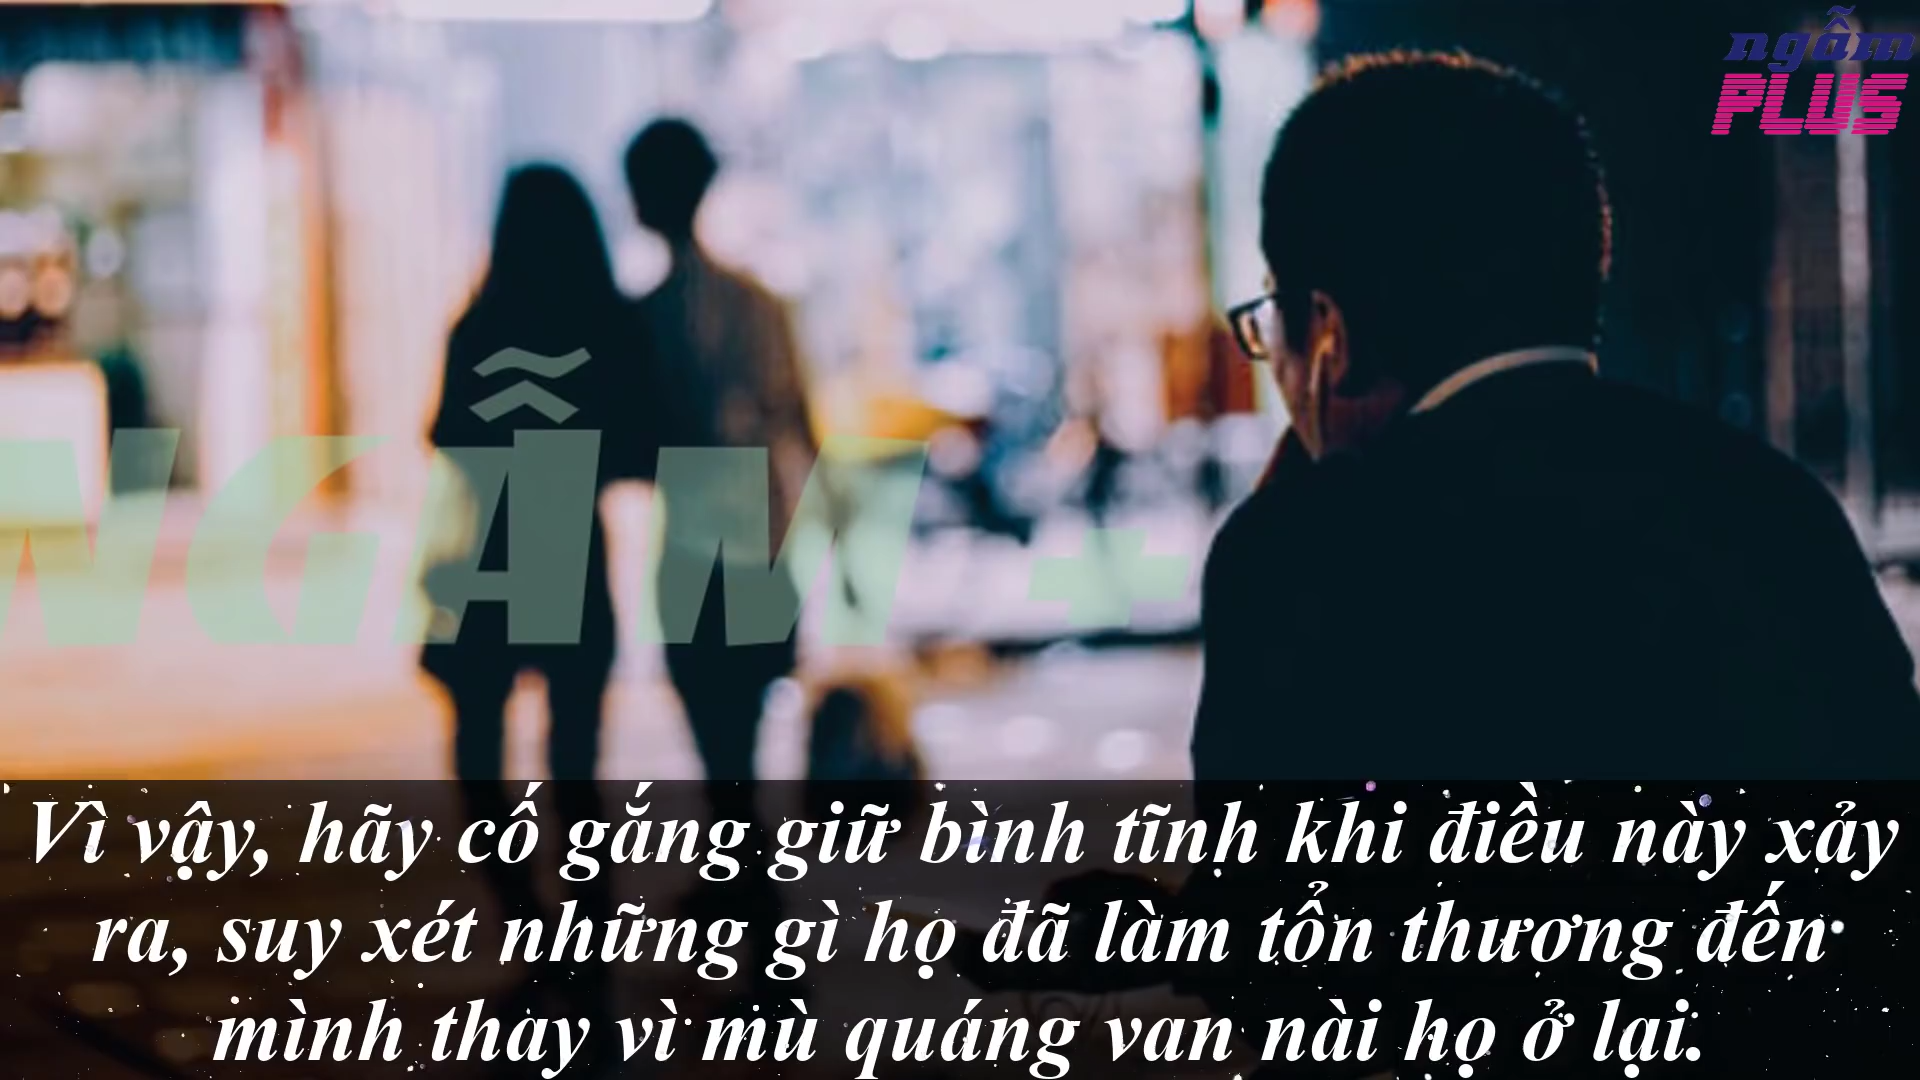 ngẫm
PLUS
NGẪM +
Vì vậy, hãy cố gắng giữ bình tĩnh khi điều này xảy
ra, suy xét những gì họ đã làm tổn thương đến
mình thay vì mù quáng van nài họ ở lại.